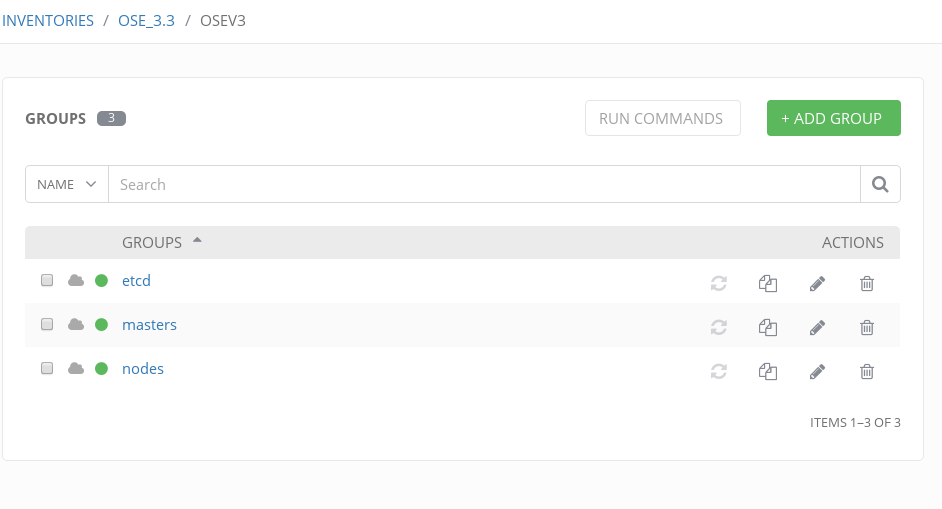 INVENTORIES / OSE_3.3 / OSEV3
GROUPS 3 RUN COMMANDS + ADD GROUP
NAME Search
GROUPS ACTIONS
etcd
masters
nodes
ITEMS 1–3 OF 3